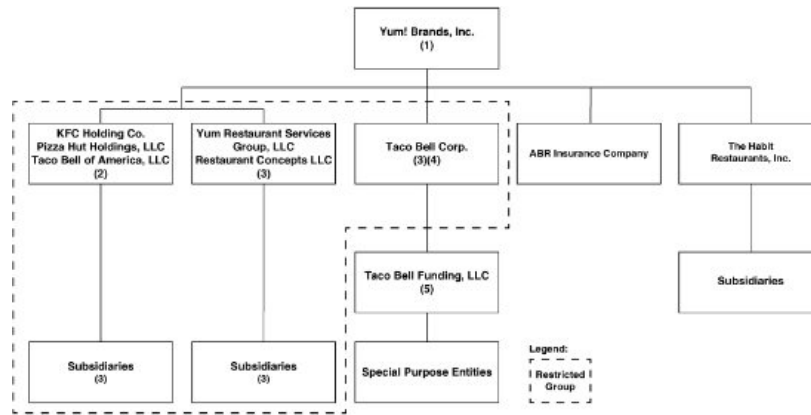 Yum! Brands, Inc.
(1)
KFC Holding Co.
Pizza Hut Holdings, LLC
Taco Bell of America, LLC
(2)
Yum Restaurant Services
Group, LLC
Restaurant Concepts LLC
(3)
Taco Bell Corp.
(3)(4)
ABR Insurance Company
The Habit
Restaurants, Inc.
Taco Bell Funding, LLC
(5)
Subsidiaries
Subsidiaries
(3)
Subsidiaries
(3)
Special Purpose Entities
Legend:
Restricted
Group